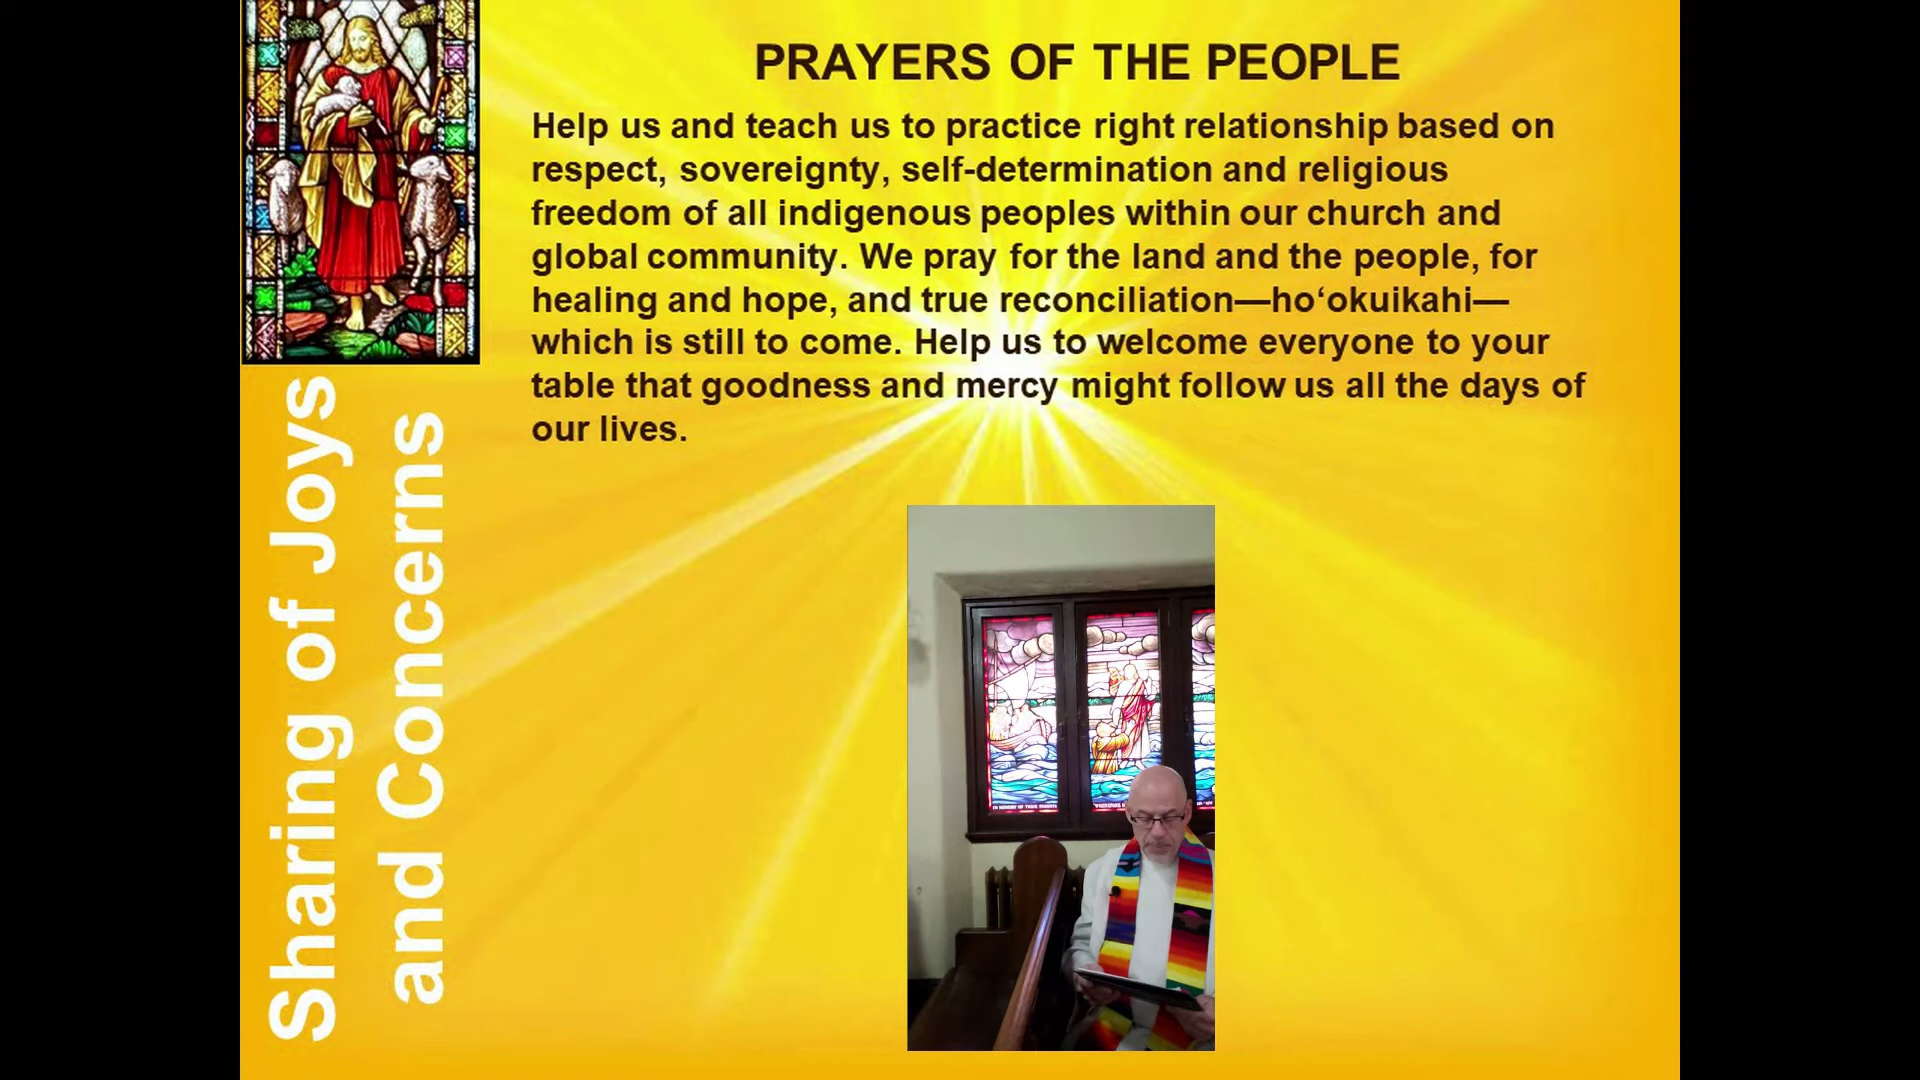 PRAYERS OF THE PEOPLE
Help us and teach us to practice right relationship based on
respect, sovereignty, self-determination and religious
freedom of all indigenous peoples within our church and
global community. We pray for the land and the people, for
healing and hope, and true reconciliation—ho‘okuikahi—
which is still to come. Help us to welcome everyone to your
table that goodness and mercy might follow us all the days of
our lives.
Sharing of Joys
and Concerns